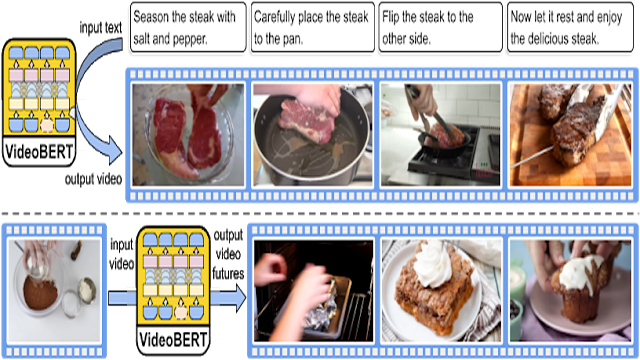 input text
Season the steak with
salt and pepper.
Carefully place the steak
to the pan.
Flip the steak to the
other side.
Now let it rest and enjoy
the delicious steak.
VideoBERT
output video
input
video
output
video
futures
VideoBERT